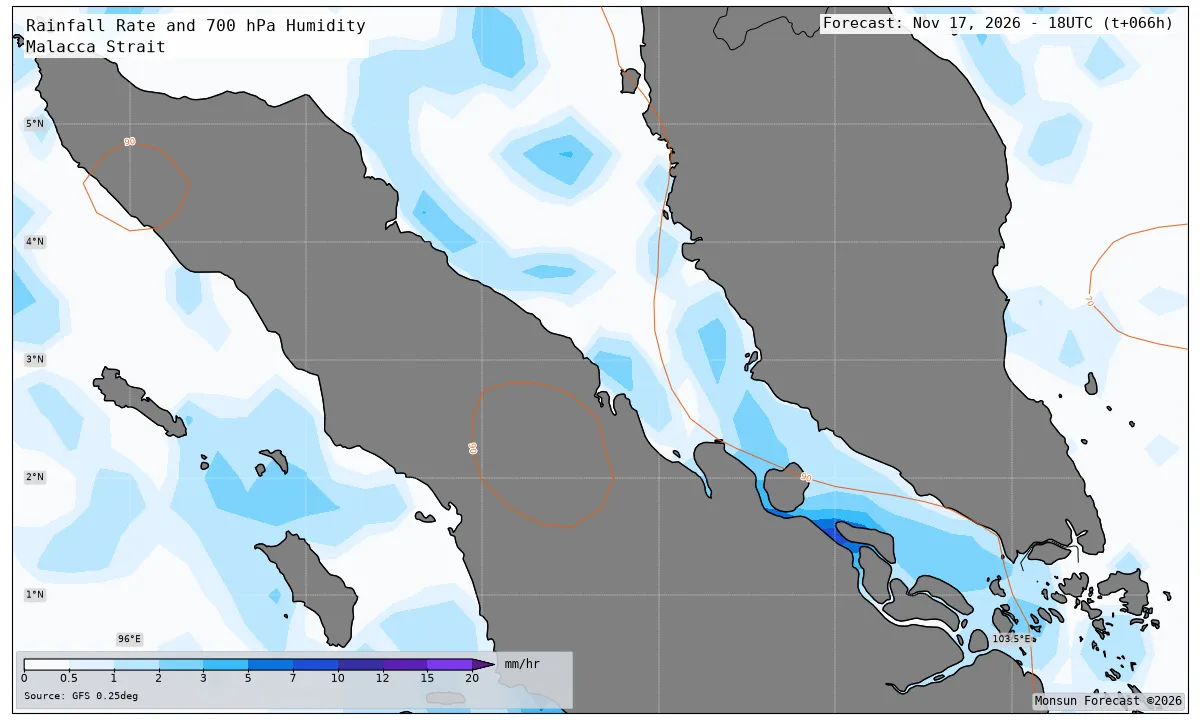 Rainfall Rate and 700 hPa Humidity
Malacca Strait
Forecast: Nov 17, 2026 - 18UTC (t+066h)
5°N
4°N
3°N
2°N
1°N
96°E
103.5°E
90
90
90
70
0 0.5 1 2 3 5 7 10 12 15 20
mm/hr
Source: GFS 0.25deg
Monsun Forecast ©2026